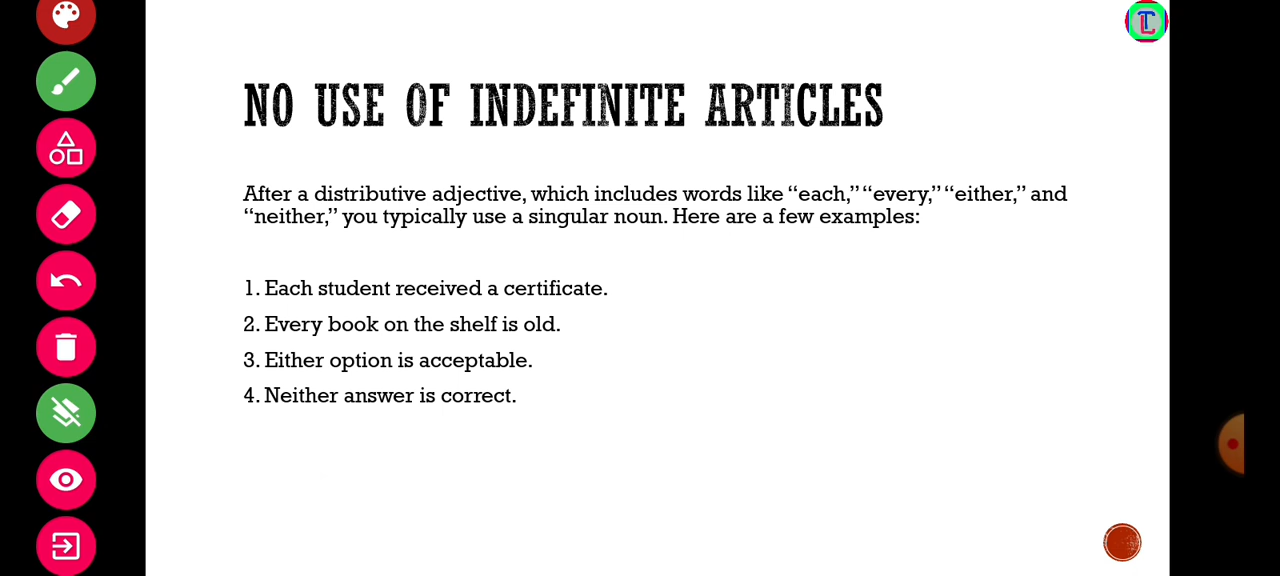 NO USE OF INDEFINITE ARTICLES
After a distributive adjective, which includes words like “each,” “every,” “either,” and
“neither,” you typically use a singular noun. Here are a few examples:
1. Each student received a certificate.
2. Every book on the shelf is old.
3. Either option is acceptable.
4. Neither answer is correct.